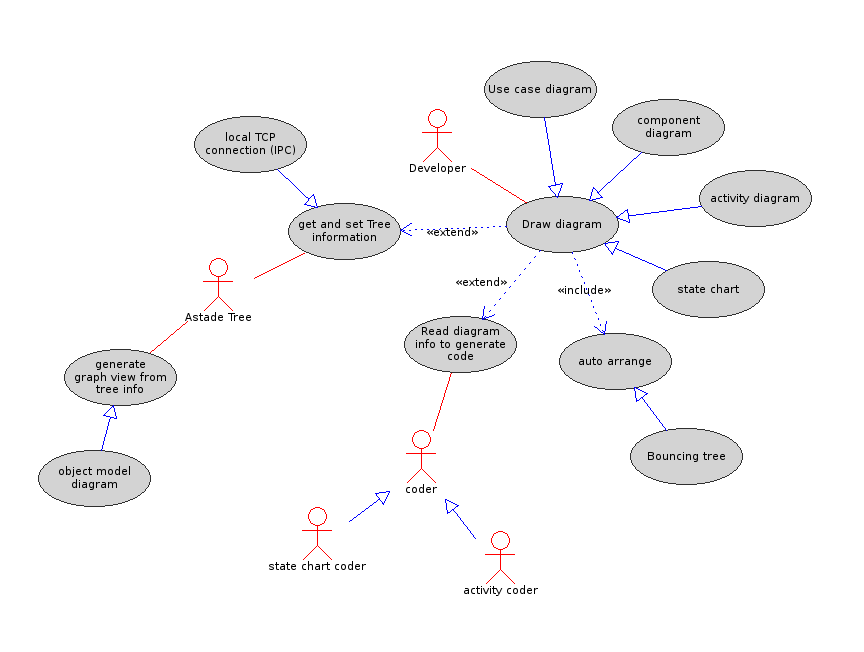 Use case diagram
component
diagram
local TCP
connection (IPC)
Developer
activity diagram
get and set Tree
information
«extend»
Draw diagram
«extend»
«include»
state chart
Astade Tree
Read diagram
info to generate
code
auto arrange
generate
graph view from
tree info
Bouncing tree
object model
diagram
coder
state chart coder
activity coder